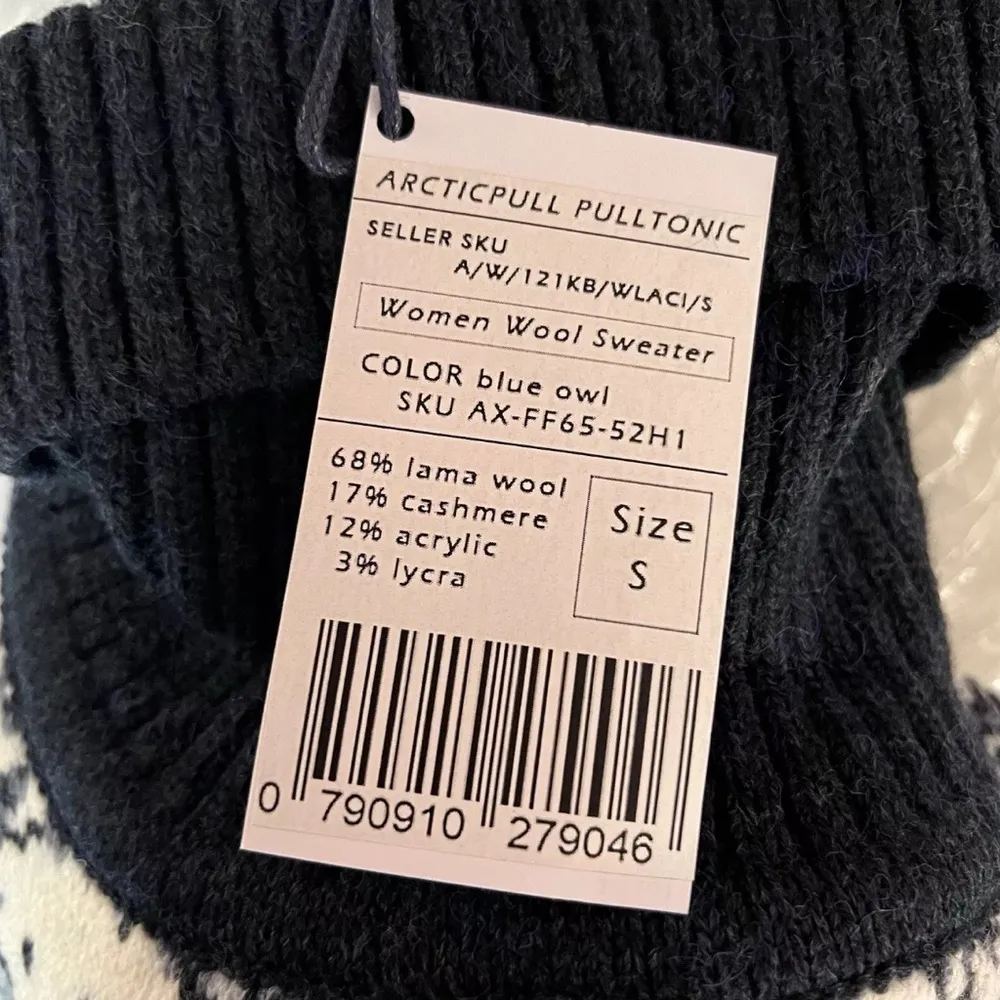 ARCTICPULL PULLTONIC
SELLER SKU
A/W/121KB/WLACI/S
Women Wool Sweater
COLOR blue owl
SKU AX-FF65-52H1
68% lama wool
17% cashmere
12% acrylic
3% lycra
Size
S
0 790910 279046